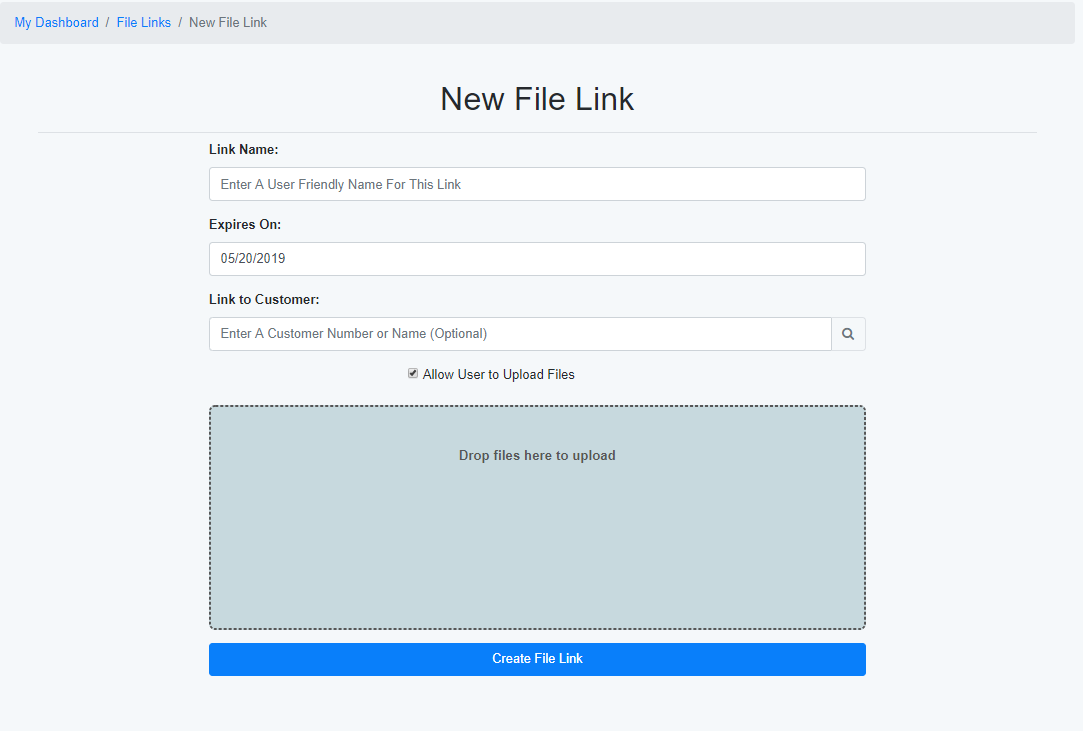 My Dashboard / File Links / New File Link
New File Link
Link Name:
Enter A User Friendly Name For This Link
Expires On:
05/20/2019
Link to Customer:
Enter A Customer Number or Name (Optional)
Allow User to Upload Files
Drop files here to upload
Create File Link